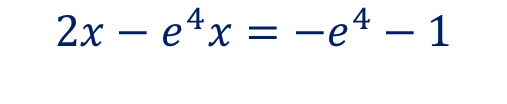 2x − e⁴x = −e⁴ − 1